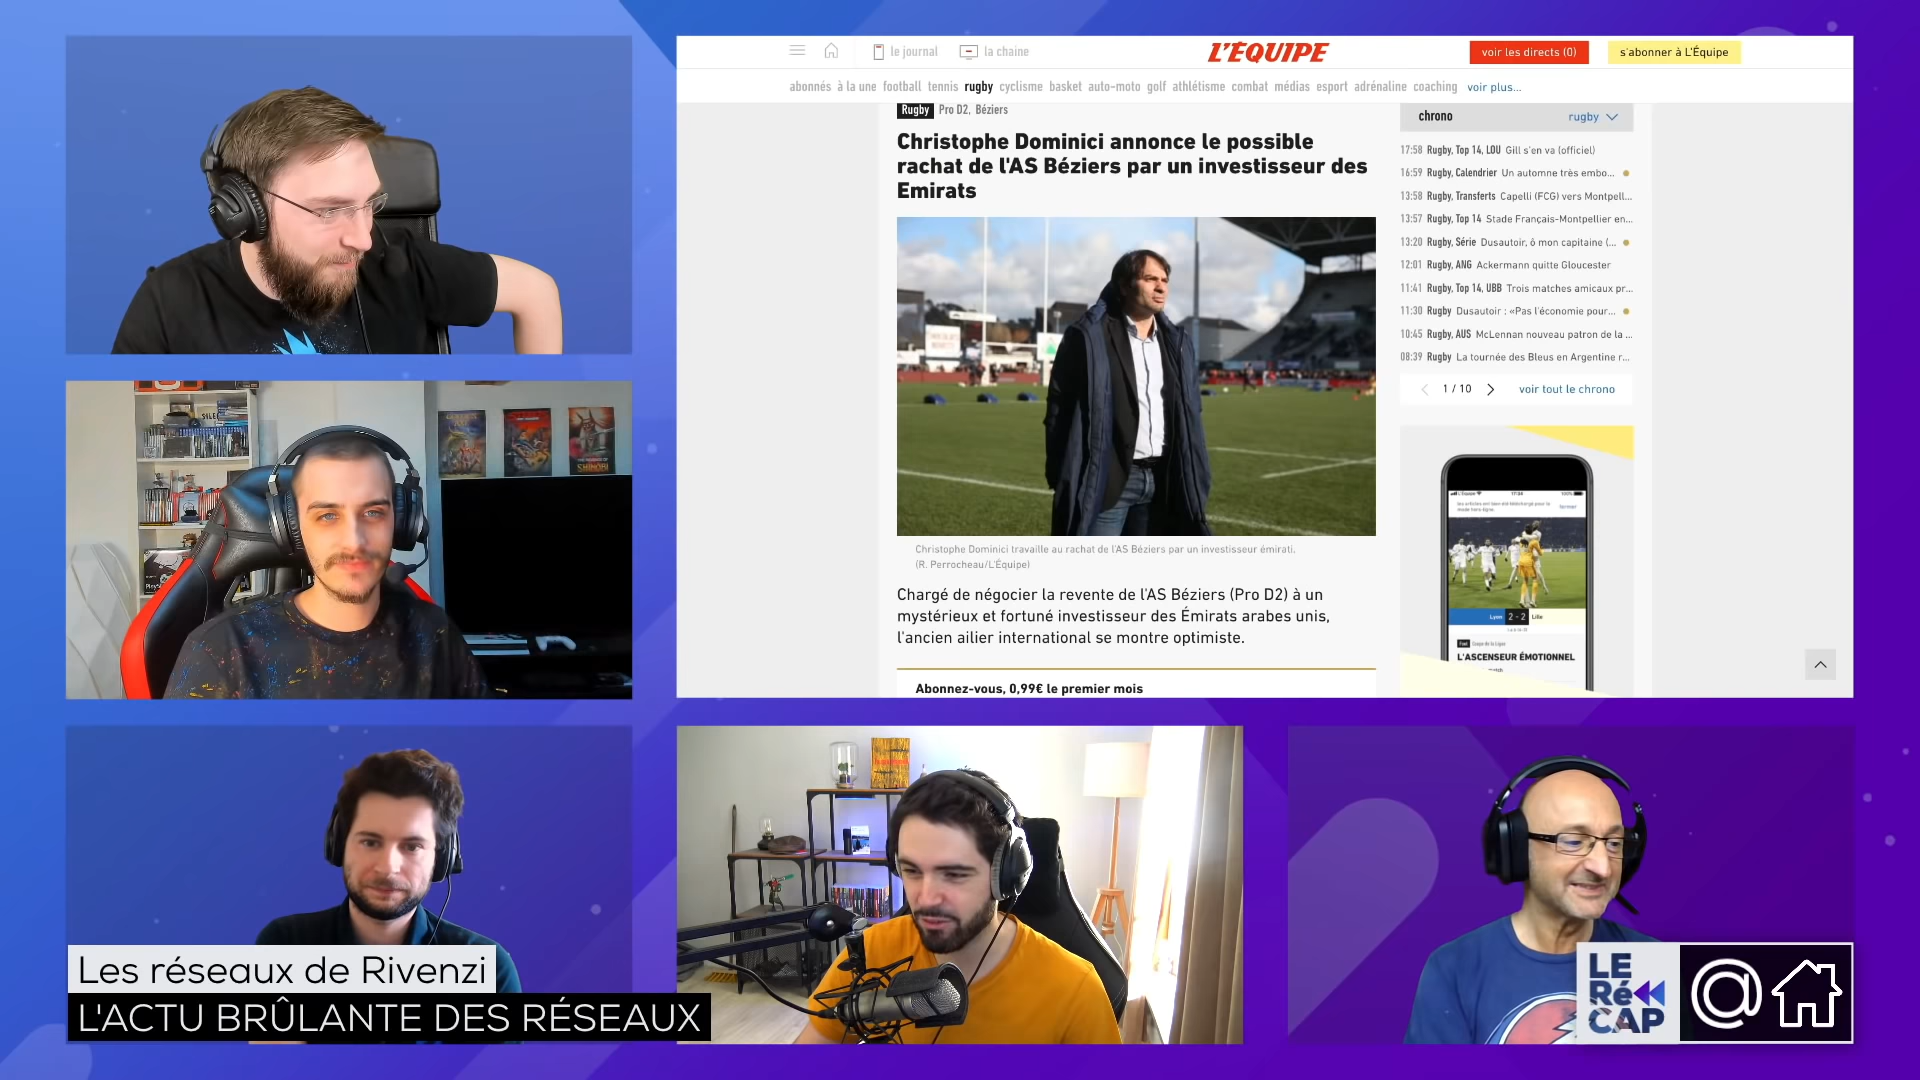 le journal
la chaine
L'ÉQUIPE
voir les directs (0)
s'abonner à L'Équipe
abonnés à la une football tennis rugby cyclisme basket auto-moto golf athlétisme combat médias esport adrénaline coaching voir plus...
Rugby Pro D2, Béziers
Christophe Dominici annonce le possible
rachat de l'AS Béziers par un investisseur des
Emirats
Christophe Dominici travaille au rachat de l'AS Béziers par un investisseur émirati.
(R. Perrocheau/L'Équipe)
Chargé de négocier la revente de l'AS Béziers (Pro D2) à un
mystérieux et fortuné investisseur des Émirats arabes unis,
l'ancien ailier international se montre optimiste.
Abonnez-vous, 0,99€ le premier mois
chrono
rugby
17:58 Rugby, Top 14, LOU Gill s'en va (officiel)
16:59 Rugby, Calendrier Un automne très embo...
13:58 Rugby, Transferts Capelli (FCG) vers Montpell...
13:57 Rugby, Top 14 Stade Français-Montpellier en...
13:20 Rugby, Série Dusautoir, ô mon capitaine (...
12:01 Rugby, ANG Ackermann quitte Gloucester
11:41 Rugby, Top 14, UBB Trois matches amicaux pr...
11:30 Rugby Dusautoir : «Pas l'économie pour...
10:45 Rugby, AUS McLennan nouveau patron de la ...
08:39 Rugby La tournée des Bleus en Argentine r...
1 / 10
voir tout le chrono
fermer
Lyon 2-2 Lille
L'ASCENSEUR ÉMOTIONNEL
SHINOBI
Les réseaux de Rivenzi
L'ACTU BRÛLANTE DES RÉSEAUX
LE
Ré
CAP
@